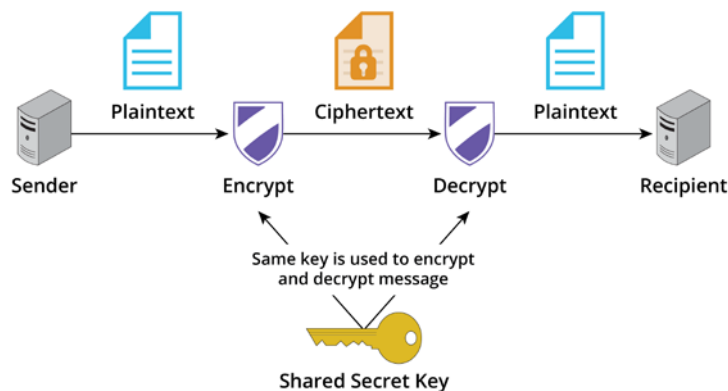 Plaintext
Ciphertext
Plaintext
Sender
Encrypt
Decrypt
Recipient
Same key is used to encrypt
and decrypt message
Shared Secret Key